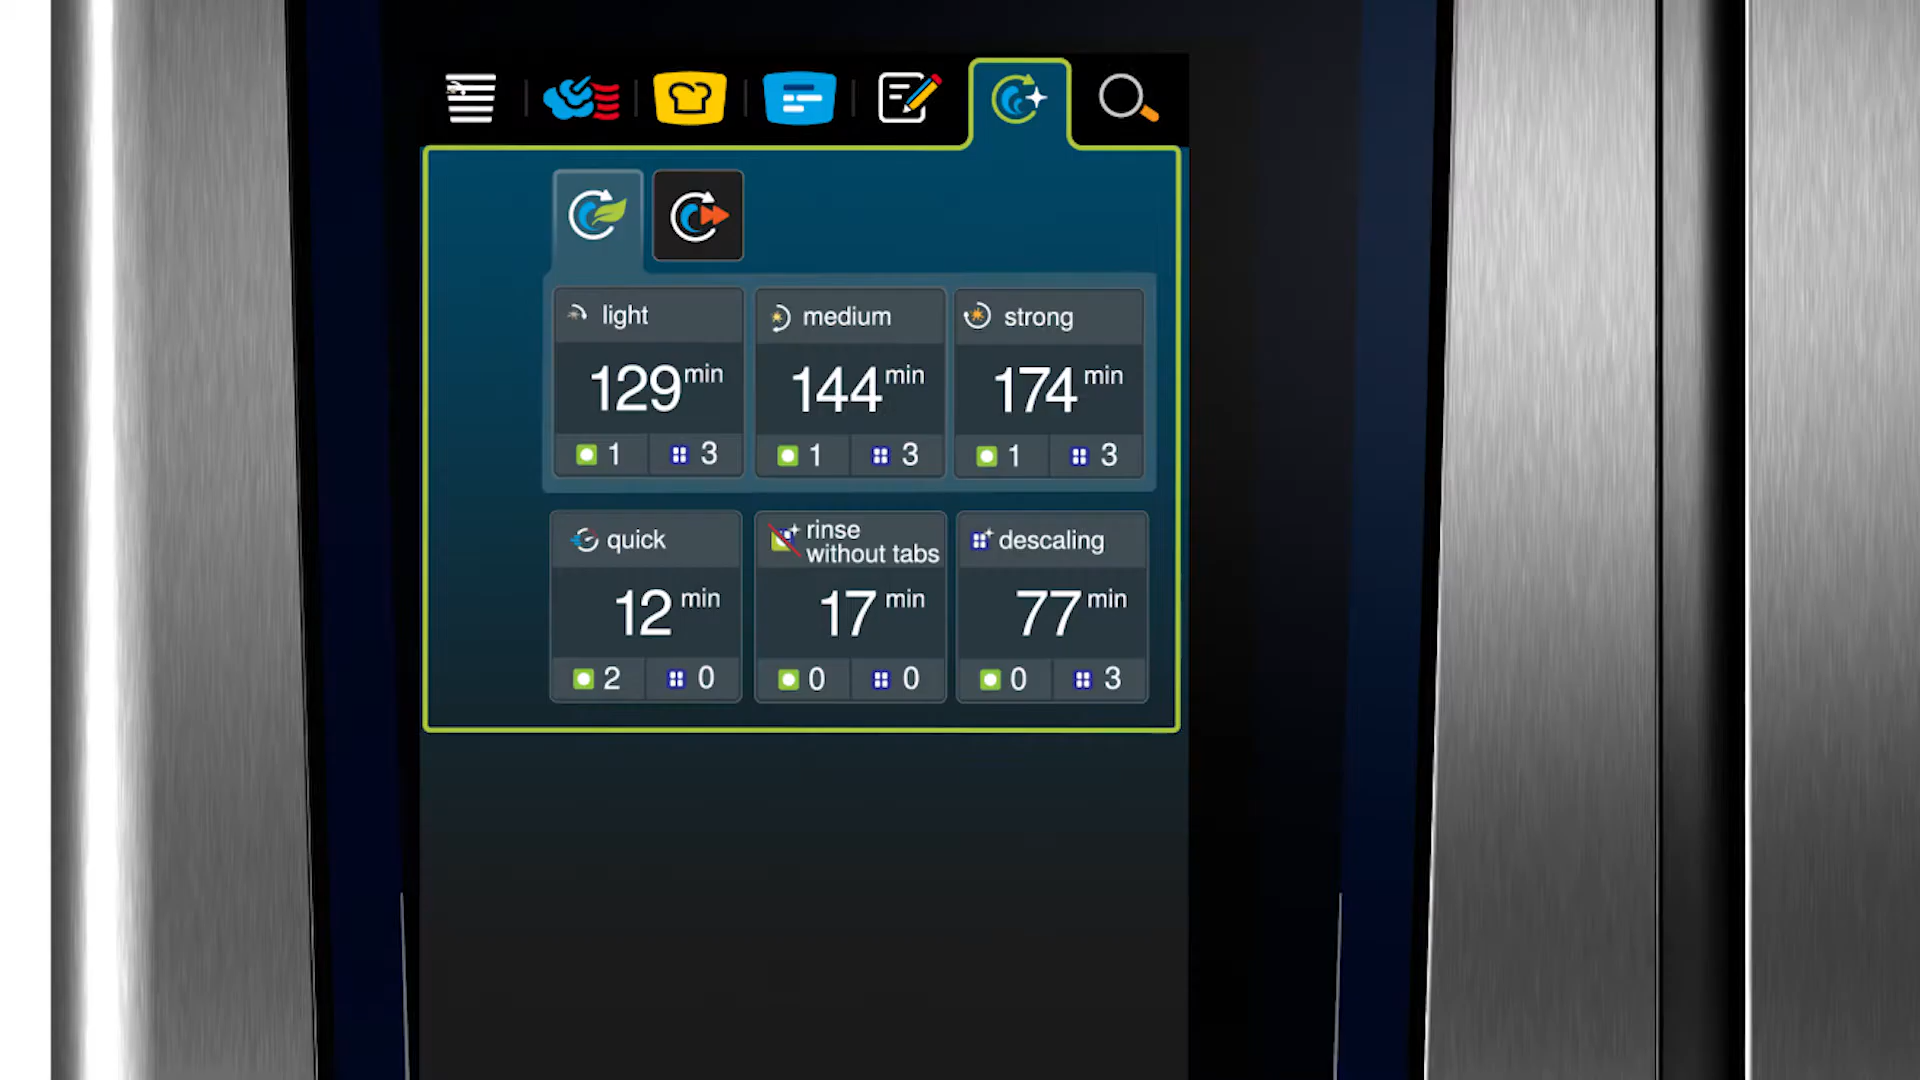 light
medium
strong
129 min
144 min
174 min
1 3
1 3
1 3
quick
rinse
without tabs
descaling
12 min
17 min
77 min
2 0
0 0
0 3